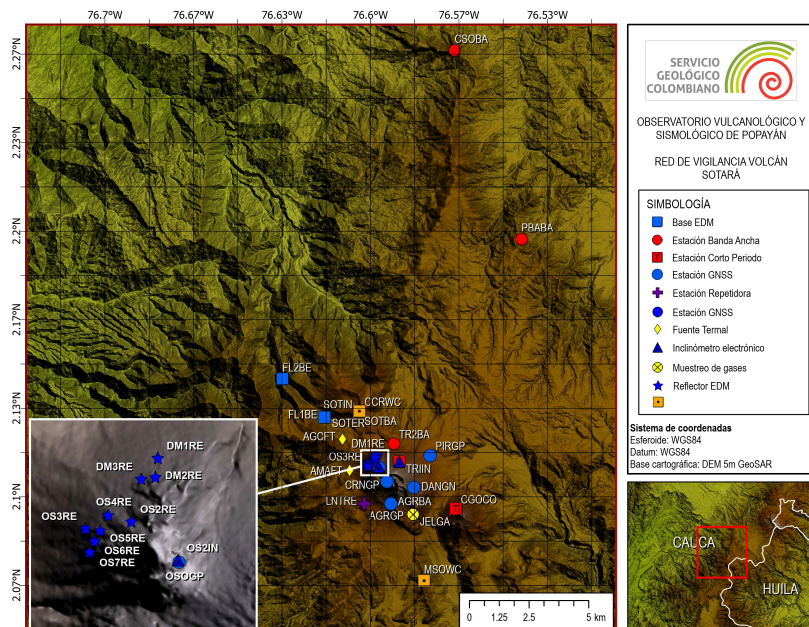 76.7°W
76.67°W
76.63°W
76.6°W
76.57°W
76.53°W
2.27°N
2.23°N
2.2°N
2.17°N
2.13°N
2.1°N
2.07°N
CSOBA
PBABA
FL2BE
SOTIN
CCRWC
FL1BE
SOTER
SOTBA
AGCFT
DM1RE
TR2BA
OS3RE
PIRGP
AMAFT
TRIIN
CRNGP
DANGN
LN1RE
AGRBA
CGOCO
AGRGP
JELGA
MSOWC
DM1RE
DM3RE
DM2RE
OS4RE
OS3RE
OS2RE
OS5RE
OS6RE
OS7RE
OS2IN
OSOGP
0 1.25 2.5 5 km
SERVICIO
GEOLÓGICO
COLOMBIANO
OBSERVATORIO VULCANOLÓGICO Y
SISMOLÓGICO DE POPAYÁN
RED DE VIGILANCIA VOLCÁN
SOTARÁ
SIMBOLOGÍA
Base EDM
Estación Banda Ancha
Estación Corto Periodo
Estación GNSS
Estación Repetidora
Estación GNSS
Fuente Termal
Inclinómetro electrónico
Muestreo de gases
Reflector EDM
Sistema de coordenadas
Esferoide: WGS84
Datum: WGS84
Base cartográfica: DEM 5m GeoSAR
CAUCA
HUILA